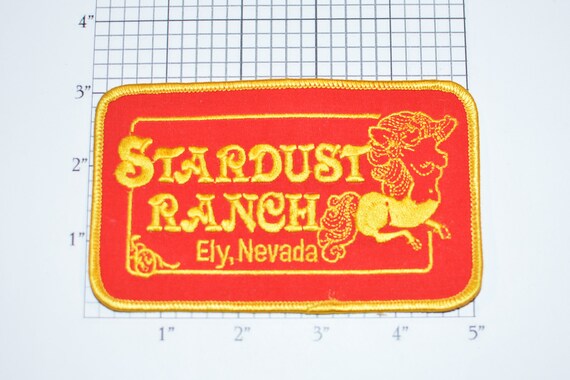 4"
3"
2"
1"
STARDUST
RANCH
Ely, Nevada
1" 2" 3" 4" 5"